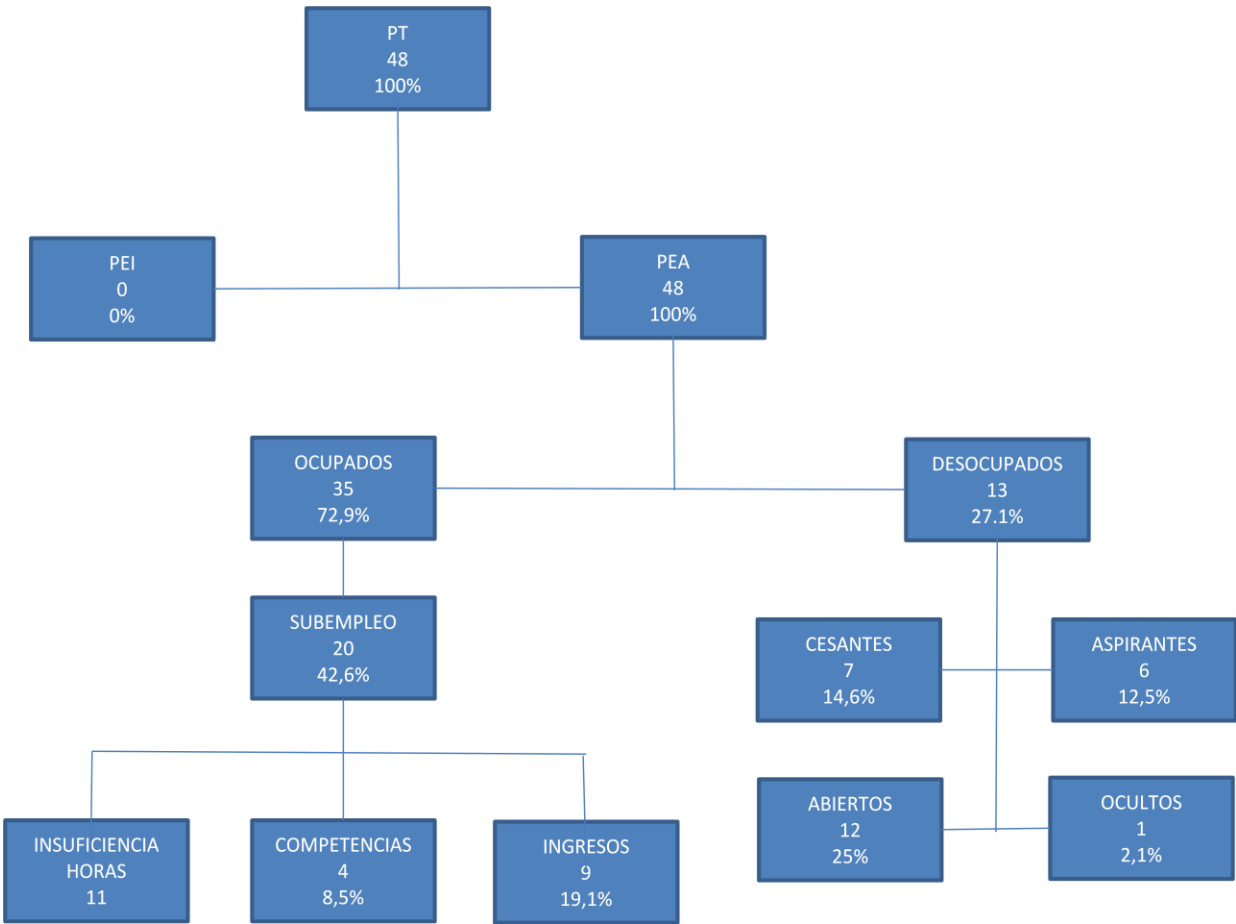 PT
48
100%
PEI
0
0%
PEA
48
100%
OCUPADOS
35
72,9%
DESOCUPADOS
13
27.1%
SUBEMPLEO
20
42,6%
CESANTES
7
14,6%
ASPIRANTES
6
12,5%
ABIERTOS
12
25%
OCULTOS
1
2,1%
INSUFICIENCIA
HORAS
11
COMPETENCIAS
4
8,5%
INGRESOS
9
19,1%